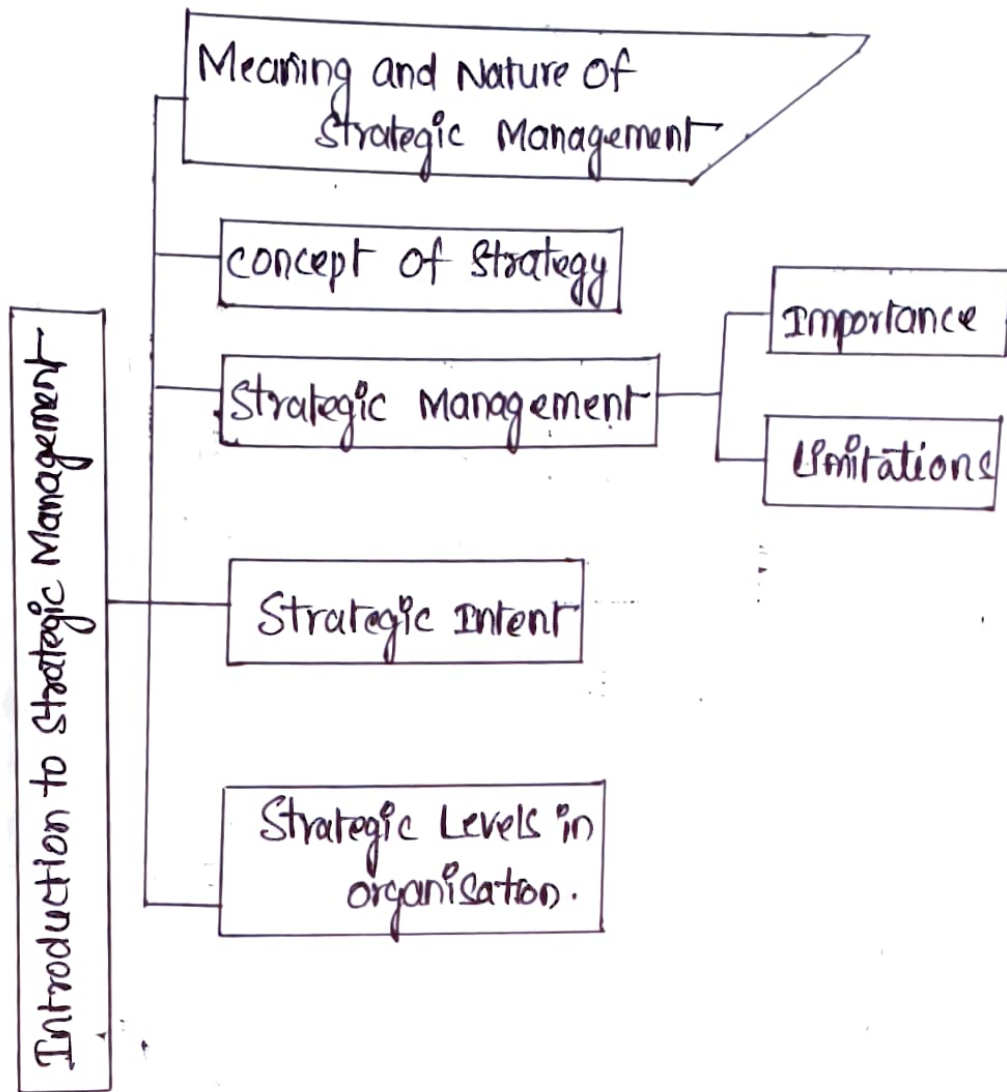 Meaning and Nature Of
Strategic Management
concept of Strategy
Strategic Management
Importance
Limitations
Strategic Intent
Strategic Levels in
organisation.
Introduction to Strategic Management